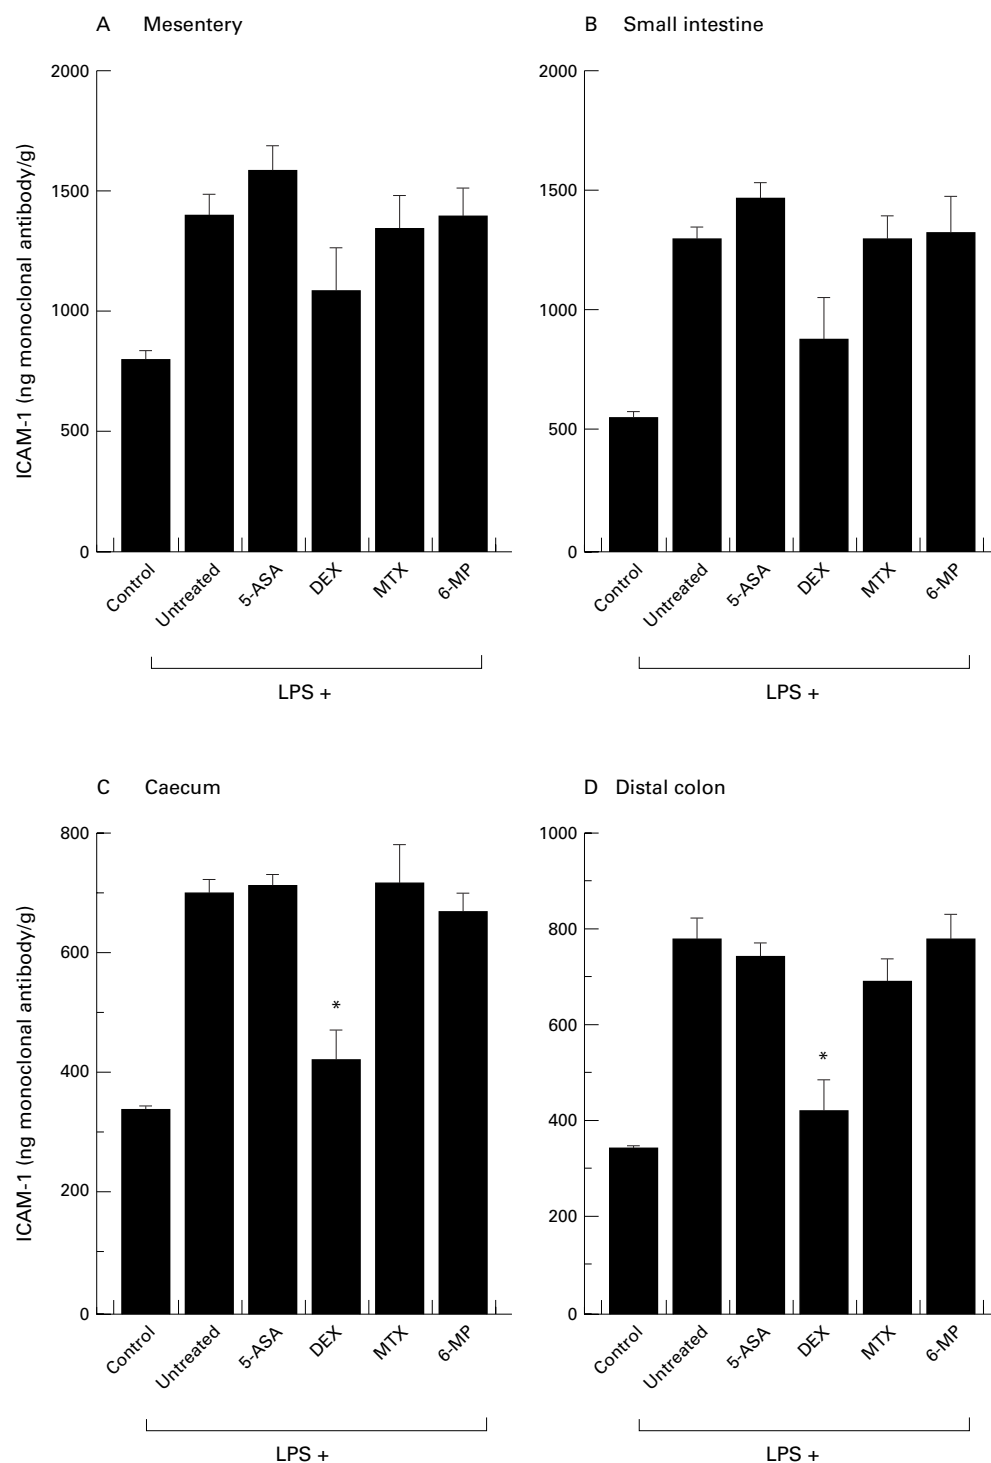 A Mesentery
2000
1500
1000
500
0
ICAM-1 (ng monoclonal antibody/g)
Control
Untreated
5-ASA
DEX
MTX
6-MP
LPS +
B Small intestine
2000
1500
1000
500
0
Control
Untreated
5-ASA
DEX
MTX
6-MP
LPS +
C Caecum
800
600
400
200
0
ICAM-1 (ng monoclonal antibody/g)
*
Control
Untreated
5-ASA
DEX
MTX
6-MP
LPS +
D Distal colon
1000
800
600
400
200
0
*
Control
Untreated
5-ASA
DEX
MTX
6-MP
LPS +